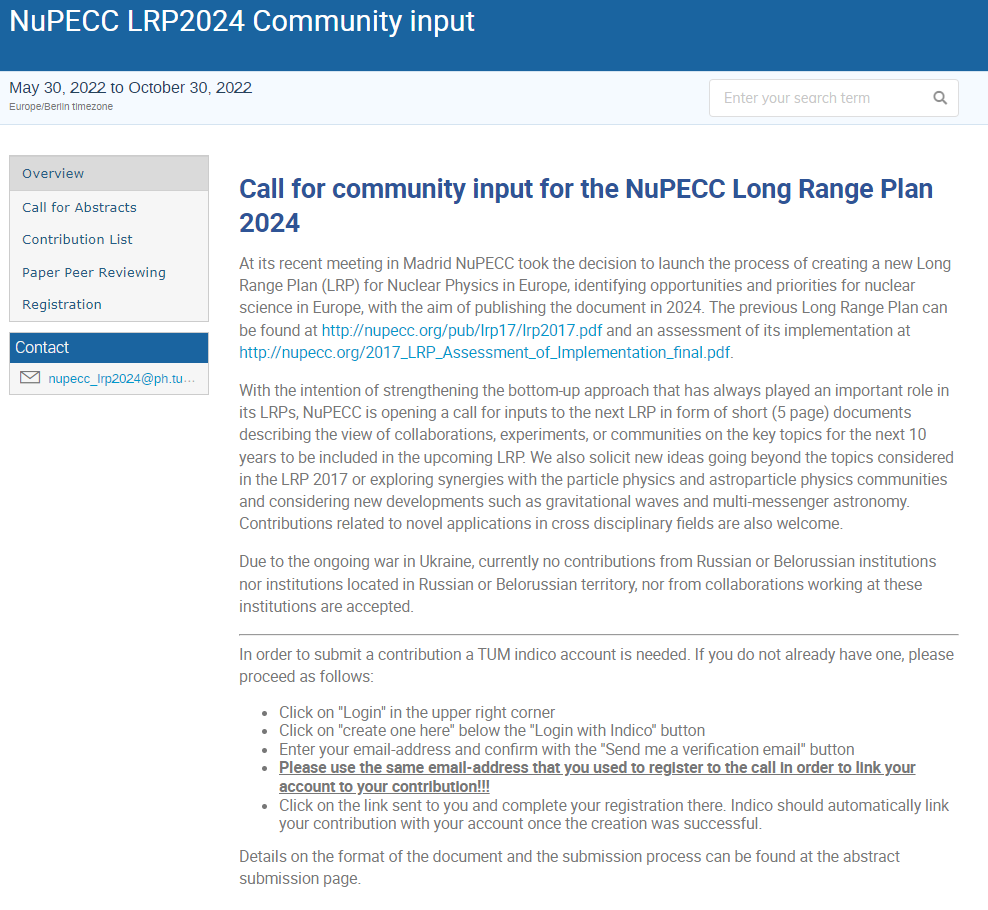 NuPECC LRP2024 Community input
May 30, 2022 to October 30, 2022
Europe/Berlin timezone
Enter your search term
Overview
Call for Abstracts
Contribution List
Paper Peer Reviewing
Registration
Contact
nupecc_lrp2024@ph.tu...
Call for community input for the NuPECC Long Range Plan
2024
At its recent meeting in Madrid NuPECC took the decision to launch the process of creating a new Long
Range Plan (LRP) for Nuclear Physics in Europe, identifying opportunities and priorities for nuclear
science in Europe, with the aim of publishing the document in 2024. The previous Long Range Plan can
be found at http://nupecc.org/pub/lrp17/lrp2017.pdf and an assessment of its implementation at
http://nupecc.org/2017_LRP_Assessment_of_Implementation_final.pdf.
With the intention of strengthening the bottom-up approach that has always played an important role in
its LRPs, NuPECC is opening a call for inputs to the next LRP in form of short (5 page) documents
describing the view of collaborations, experiments, or communities on the key topics for the next 10
years to be included in the upcoming LRP. We also solicit new ideas going beyond the topics considered
in the LRP 2017 or exploring synergies with the particle physics and astroparticle physics communities
and considering new developments such as gravitational waves and multi-messenger astronomy.
Contributions related to novel applications in cross disciplinary fields are also welcome.
Due to the ongoing war in Ukraine, currently no contributions from Russian or Belorussian institutions
nor institutions located in Russian or Belorussian territory, nor from collaborations working at these
institutions are accepted.
In order to submit a contribution a TUM indico account is needed. If you do not already have one, please
proceed as follows:
• Click on "Login" in the upper right corner
• Click on "create one here" below the "Login with Indico" button
• Enter your email-address and confirm with the "Send me a verification email" button
• Please use the same email-address that you used to register to the call in order to link your
account to your contribution!!!
• Click on the link sent to you and complete your registration there. Indico should automatically link
your contribution with your account once the creation was successful.
Details on the format of the document and the submission process can be found at the abstract
submission page.